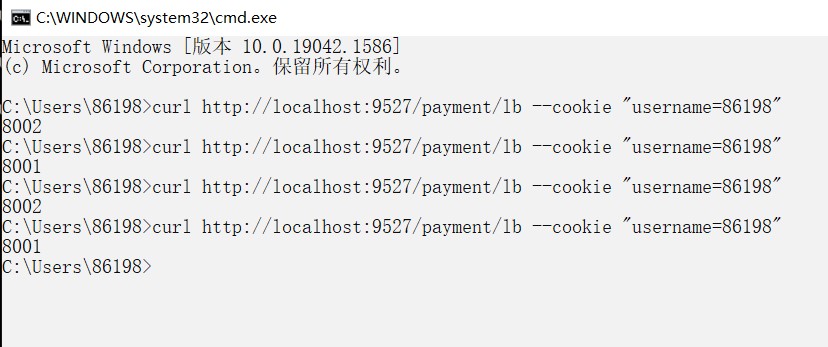 C:\WINDOWS\system32\cmd.exe
Microsoft Windows [版本 10.0.19042.1586]
(c) Microsoft Corporation。保留所有权利。
C:\Users\86198>curl http://localhost:9527/payment/lb --cookie "username=86198"
8002
C:\Users\86198>curl http://localhost:9527/payment/lb --cookie "username=86198"
8001
C:\Users\86198>curl http://localhost:9527/payment/lb --cookie "username=86198"
8002
C:\Users\86198>curl http://localhost:9527/payment/lb --cookie "username=86198"
8001
C:\Users\86198>